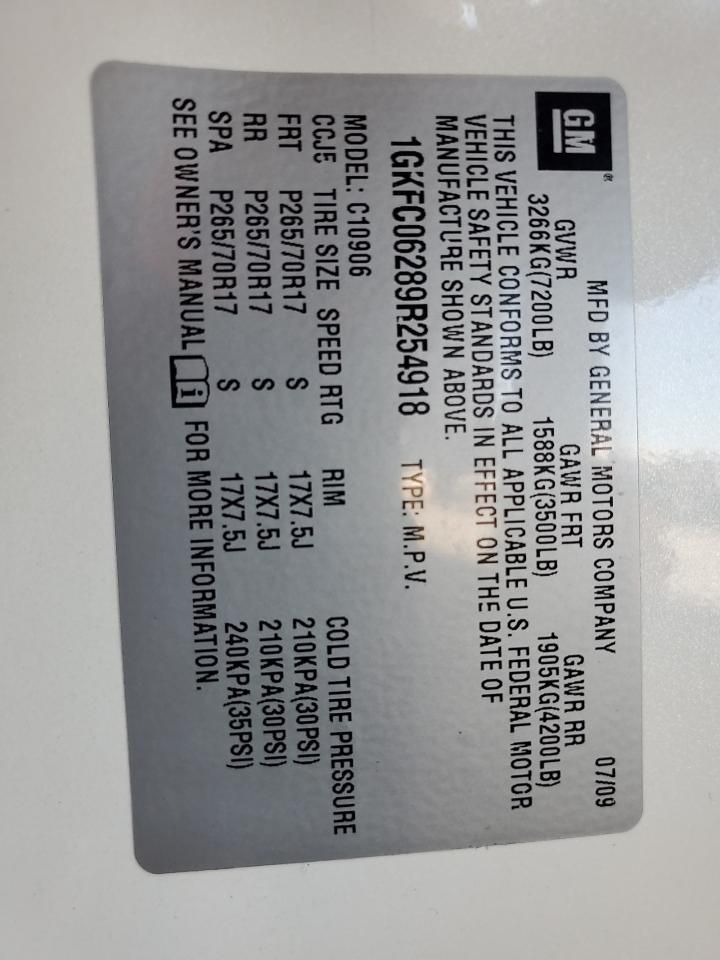 GM
®
MFD BY GENERAL MOTORS COMPANY 07/09
GVWR GAWR FRT GAWR RR
3266KG(7200LB) 1588KG(3500LB) 1905KG(4200LB)
THIS VEHICLE CONFORMS TO ALL APPLICABLE U.S. FEDERAL MOTOR
VEHICLE SAFETY STANDARDS IN EFFECT ON THE DATE OF
MANUFACTURE SHOWN ABOVE.
1GKFC06289R254918 TYPE: M.P.V.
MODEL: C10906
CCJ5 TIRE SIZE SPEED RTG RIM COLD TIRE PRESSURE
FRT P265/70R17 S 17X7.5J 210KPA(30PSI)
RR P265/70R17 S 17X7.5J 210KPA(30PSI)
SPA P265/70R17 S 17X7.5J 240KPA(35PSI)
SEE OWNER'S MANUAL i FOR MORE INFORMATION.